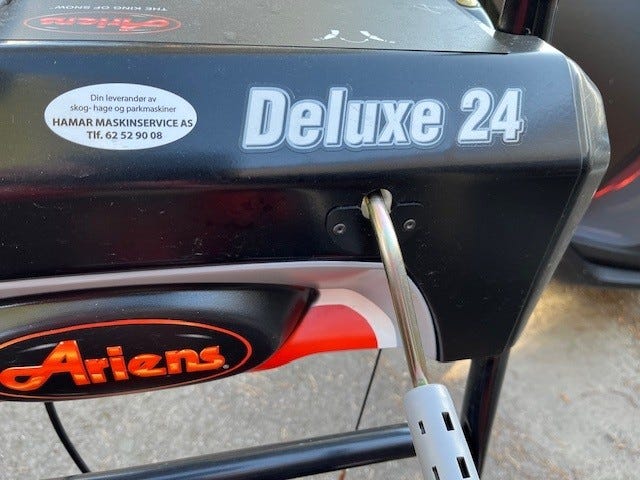 THE KING OF SNOW
Ariens
Din leverandør av
skog- hage og parkmaskiner
HAMAR MASKINSERVICE AS
Tlf. 62 52 90 08
Deluxe 24
Ariens